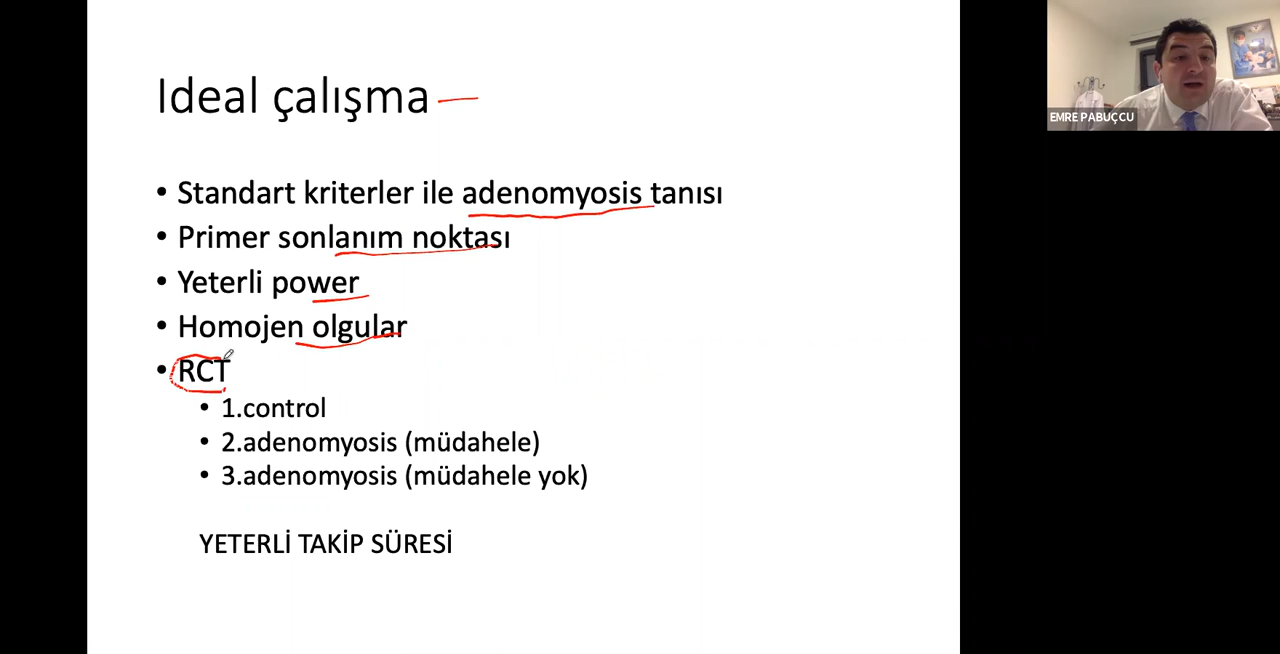 Ideal çalışma
• Standart kriterler ile adenomyosis tanısı
• Primer sonlanım noktası
• Yeterli power
• Homojen olgular
• RCT
• 1.control
• 2.adenomyosis (müdahele)
• 3.adenomyosis (müdahele yok)
YETERLİ TAKİP SÜRESİ
EMRE PABUÇCU